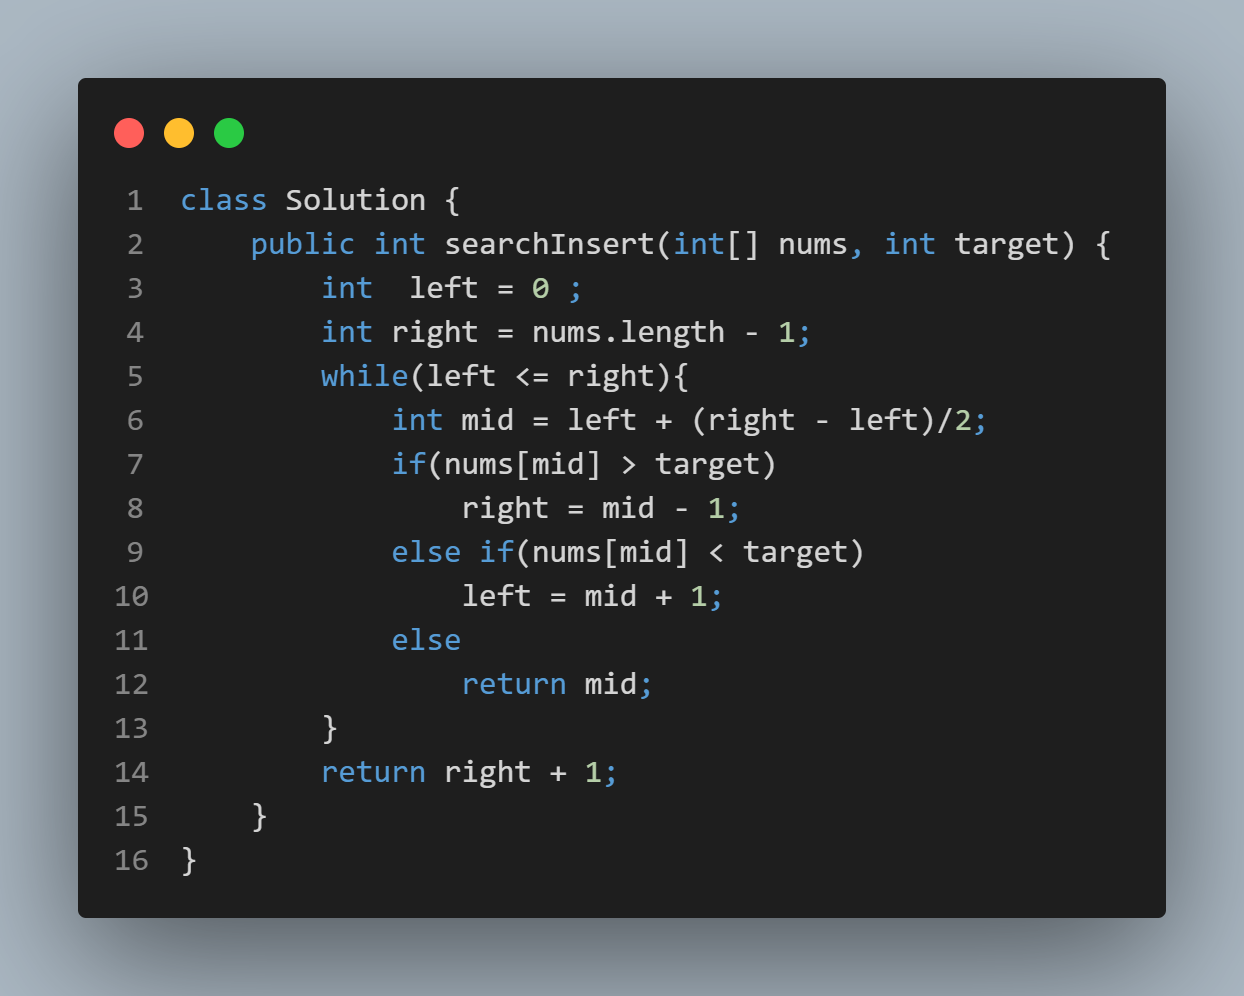 1 class Solution {
2     public int searchInsert(int[] nums, int target) {
3         int  left = 0 ;
4         int right = nums.length - 1;
5         while(left <= right){
6             int mid = left + (right - left)/2;
7             if(nums[mid] > target)
8                 right = mid - 1;
9             else if(nums[mid] < target)
10                 left = mid + 1;
11             else
12                 return mid;
13         }
14         return right + 1;
15     }
16 }